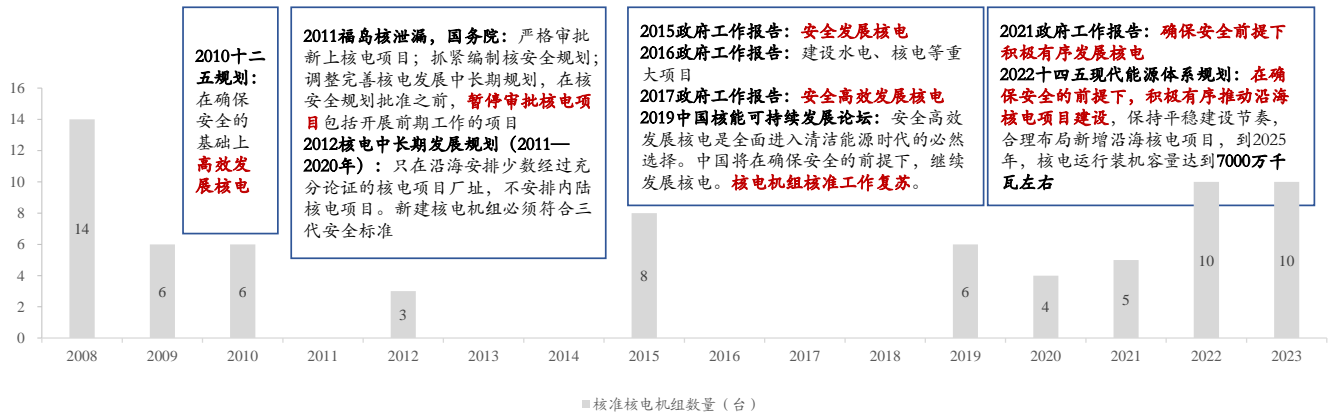 2010十二
五规划：
在确保
安全的
基础上
高效发
展核电
2011福岛核泄漏，国务院：严格审批
新上核电项目；抓紧编制核安全规划；
调整完善核电发展中长期规划，在核
安全规划批准之前，暂停审批核电项
目包括开展前期工作的项目
2012核电中长期发展规划（2011—
2020年）：只在沿海安排少数经过充
分论证的核电项目厂址，不安排内陆
核电项目。新建核电机组必须符合三
代安全标准
2015政府工作报告：安全发展核电
2016政府工作报告：建设水电、核电等重
大项目
2017政府工作报告：安全高效发展核电
2019中国核能可持续发展论坛：安全高效
发展核电是全面进入清洁能源时代的必然
选择。中国将在确保安全的前提下，继续
发展核电。核电机组核准工作复苏。
2021政府工作报告：确保安全前提下
积极有序发展核电
2022十四五现代能源体系规划：在确
保安全的前提下，积极有序推动沿海
核电项目建设，保持平稳建设节奏，
合理布局新增沿海核电项目，到2025
年，核电运行装机容量达到7000万千
瓦左右
16
14
12
10
8
6
4
2
0
14
6
6
3
8
6
4
5
10
10
2008 2009 2010 2011 2012 2013 2014 2015 2016 2017 2018 2019 2020 2021 2022 2023
核准核电机组数量（台）